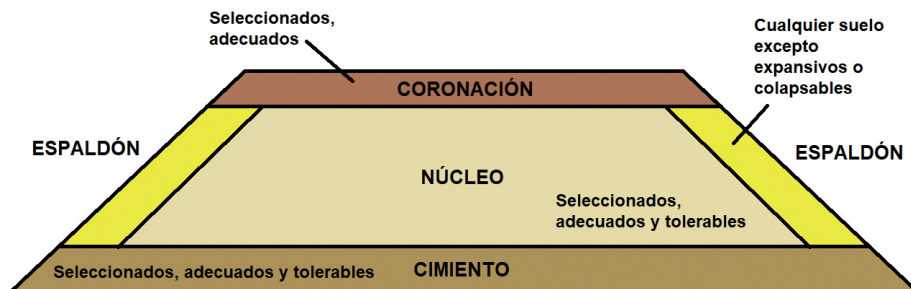 Seleccionados,
adecuados
Cualquier suelo
excepto
expansivos o
colapsables
CORONACIÓN
ESPALDÓN
ESPALDÓN
NÚCLEO
Seleccionados,
adecuados y tolerables
Seleccionados, adecuados y tolerables
CIMIENTO